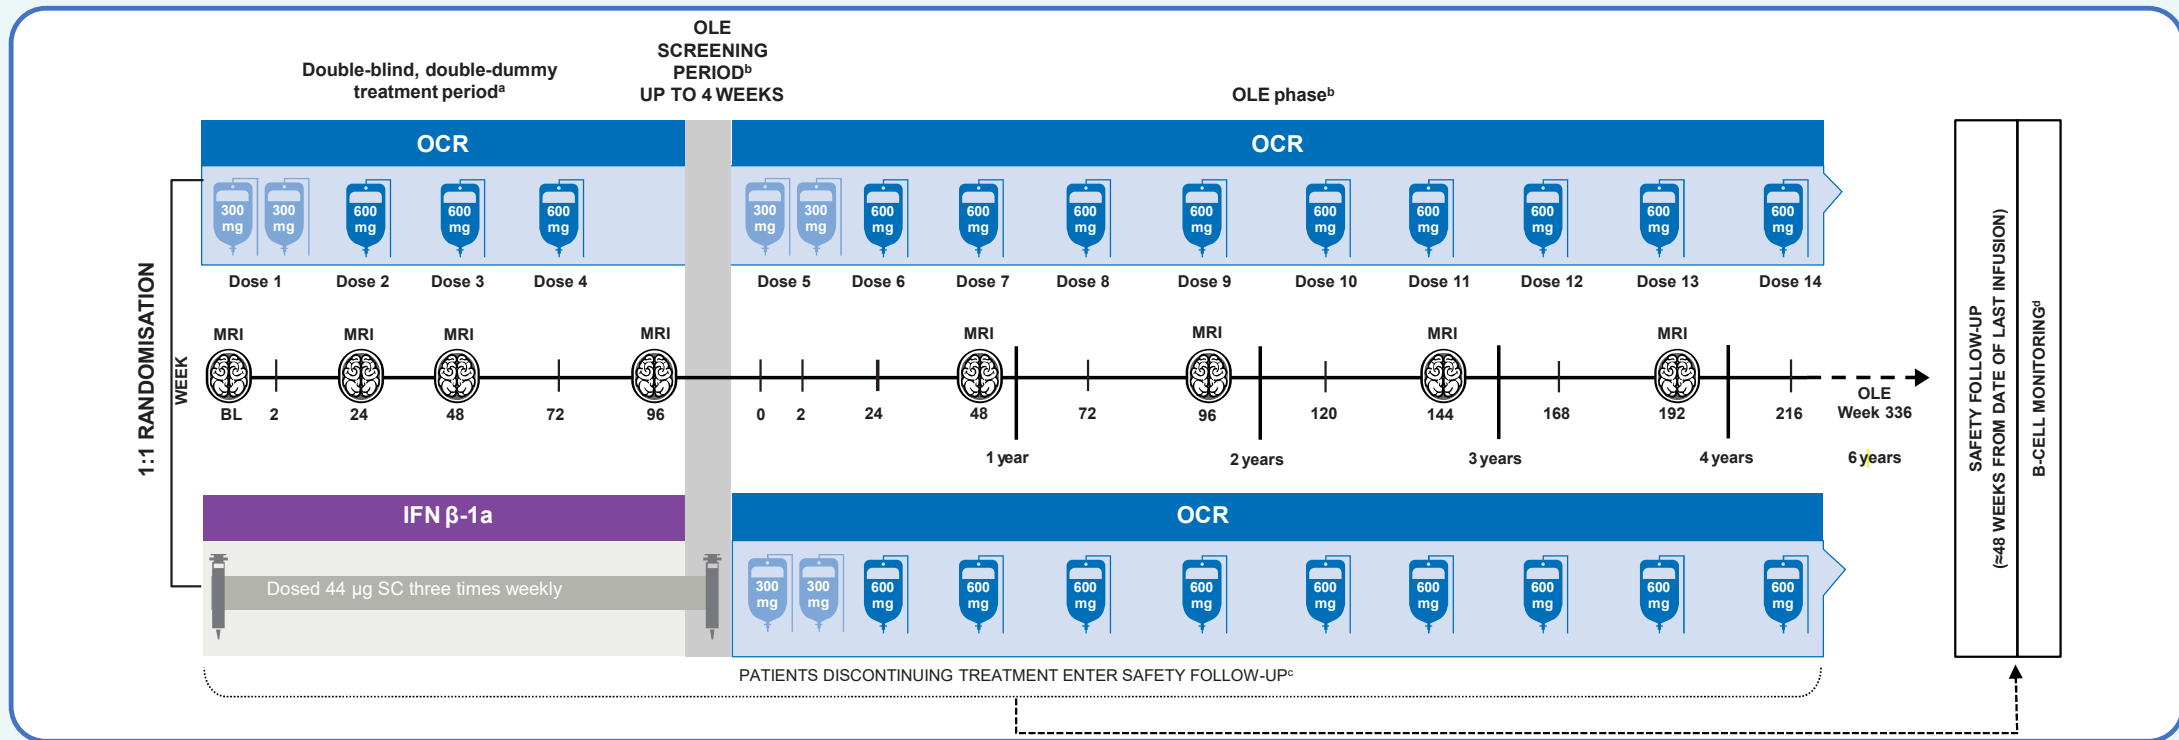 Double-blind, double-dummy
treatment periodᵃ
OLE
SCREENING
PERIODᵇ
UP TO 4 WEEKS
OLE phaseᵇ
OCR
OCR
300 mg
300 mg
600 mg
600 mg
600 mg
300 mg
300 mg
600 mg
600 mg
600 mg
600 mg
600 mg
600 mg
600 mg
600 mg
600 mg
Dose 1
Dose 2
Dose 3
Dose 4
Dose 5
Dose 6
Dose 7
Dose 8
Dose 9
Dose 10
Dose 11
Dose 12
Dose 13
Dose 14
1:1 RANDOMISATION
WEEK
MRI
MRI
MRI
MRI
MRI
MRI
MRI
MRI
BL
2
24
48
72
96
0
2
24
48
72
96
120
144
168
192
216
OLE
Week 336
1 year
2 years
3 years
4 years
6 years
IFN β-1a
OCR
Dosed 44 µg SC three times weekly
300 mg
300 mg
600 mg
600 mg
600 mg
600 mg
600 mg
600 mg
600 mg
600 mg
600 mg
PATIENTS DISCONTINUING TREATMENT ENTER SAFETY FOLLOW-UPᶜ
SAFETY FOLLOW-UP
(≈48 WEEKS FROM DATE OF LAST INFUSION)
B-CELL MONITORINGᵈ